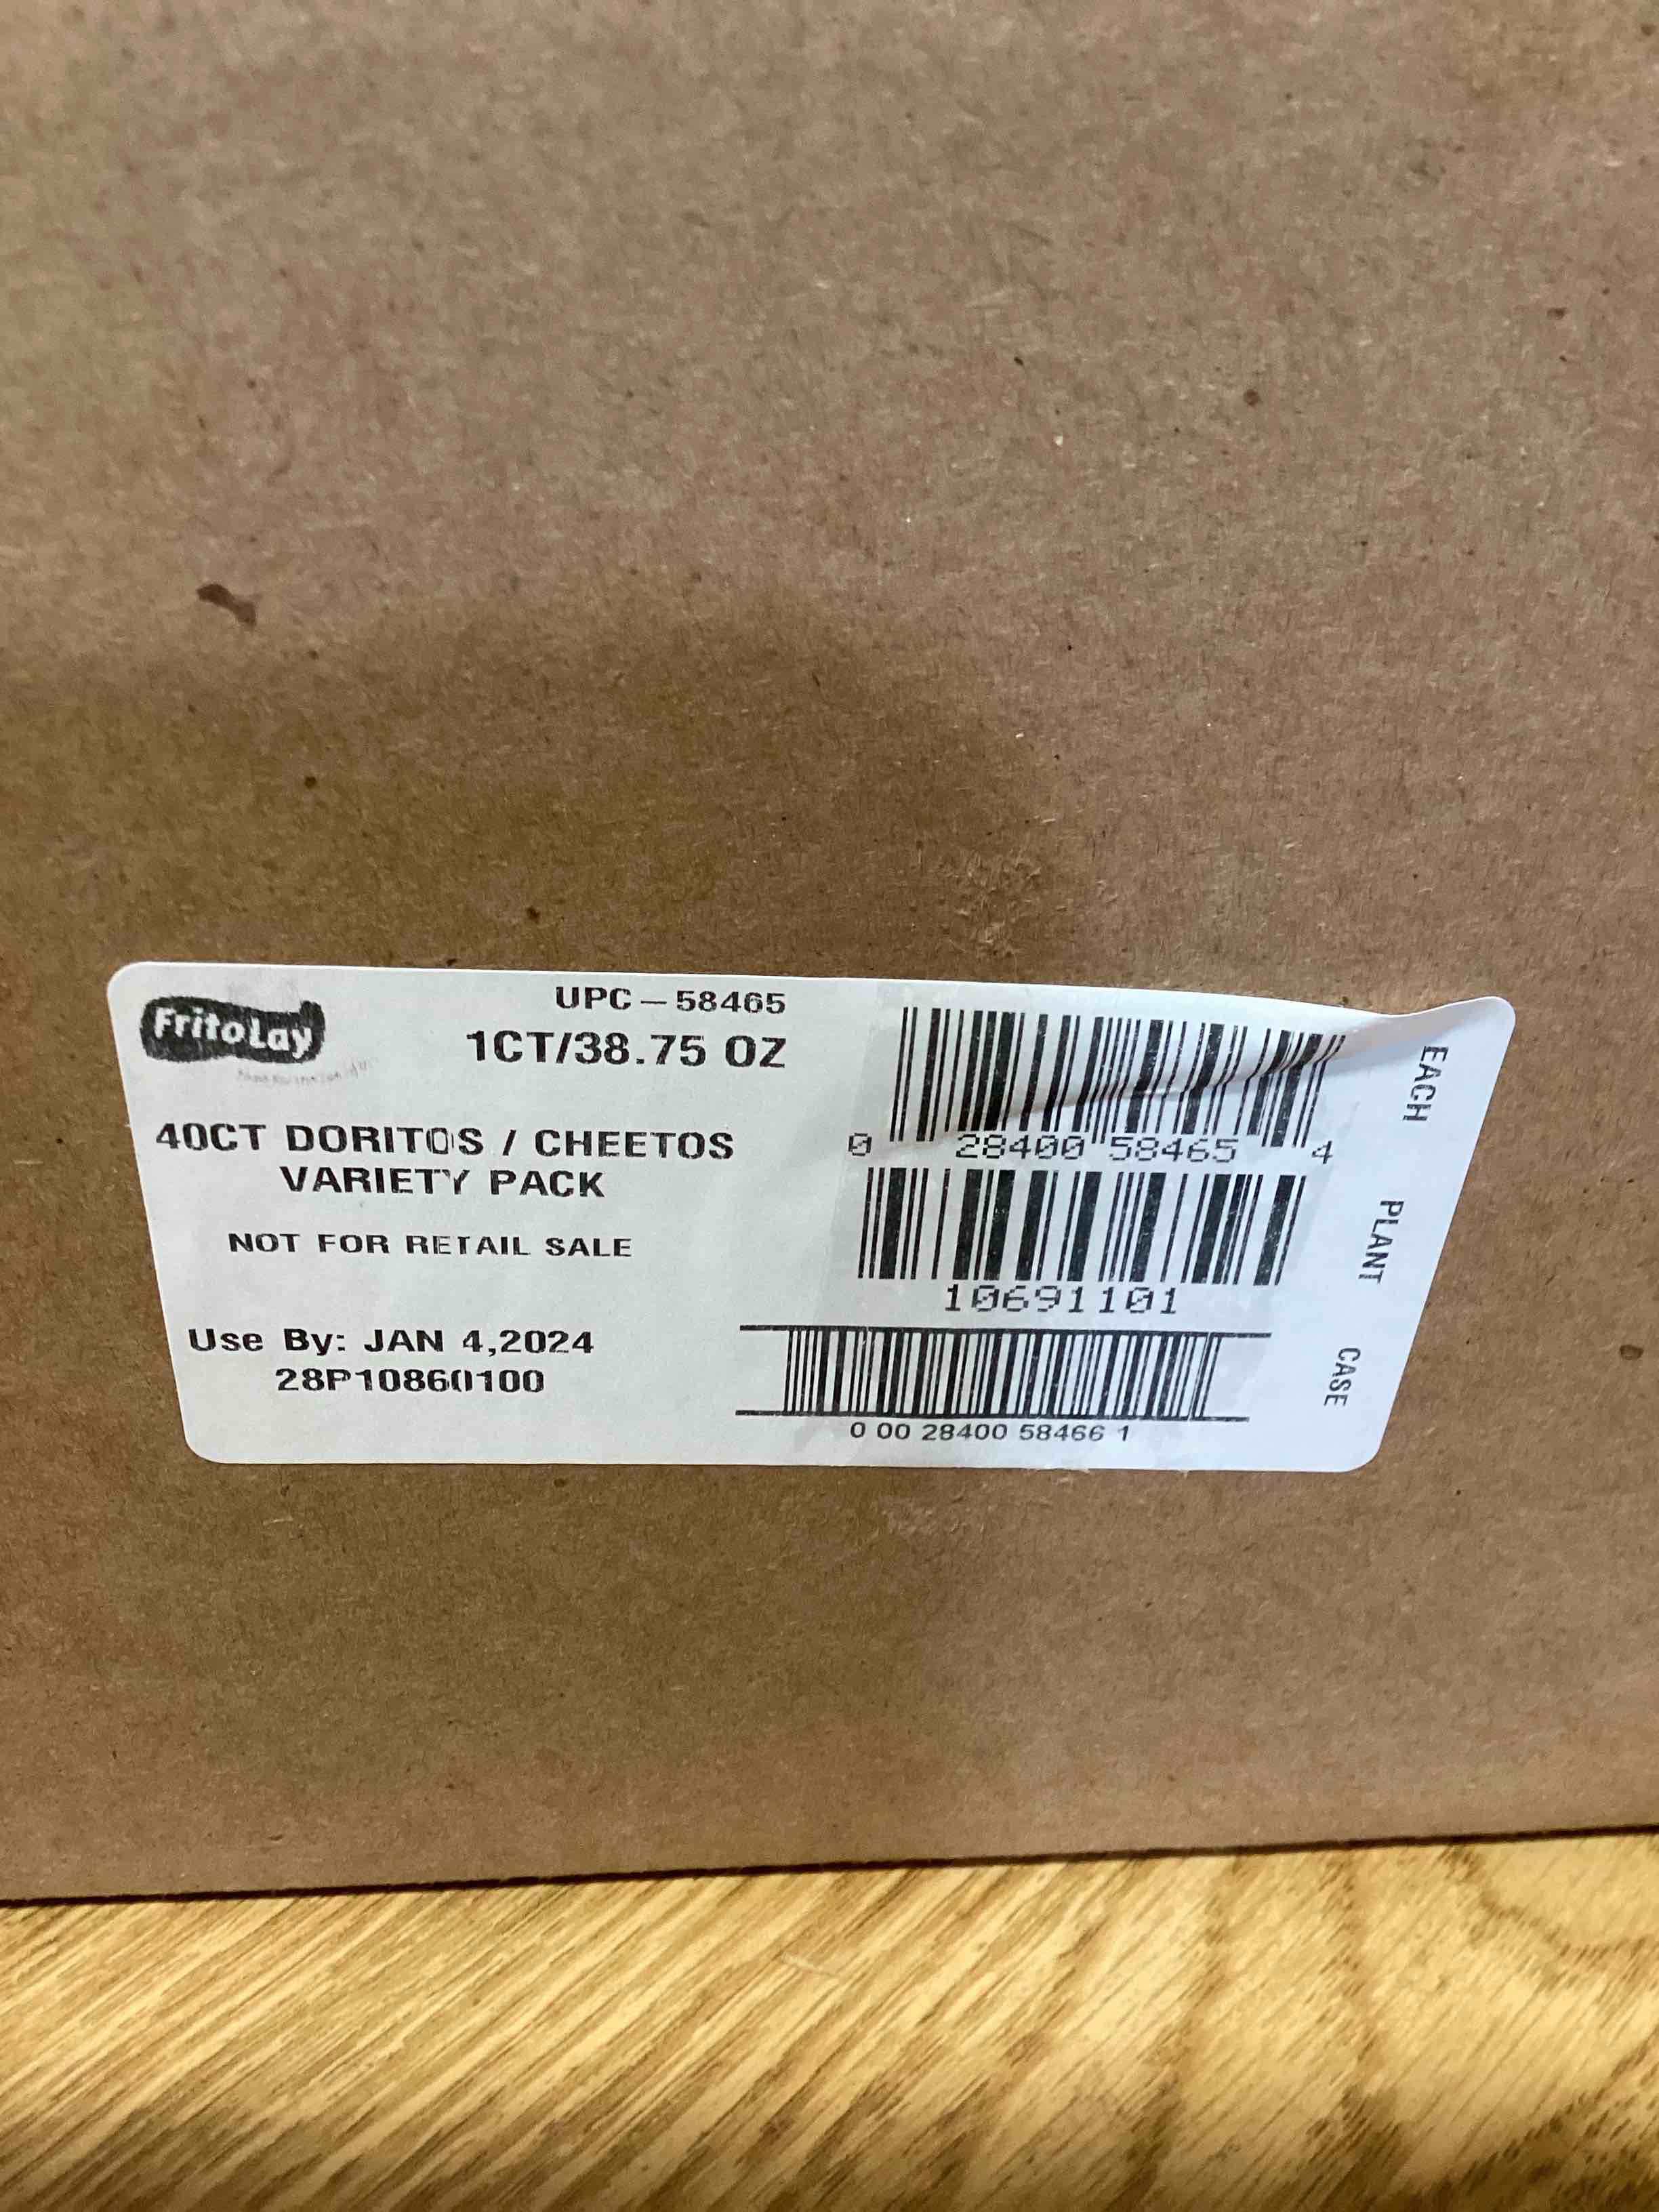 FritoLay
UPC – 58465
1CT/38.75 OZ
40CT DORITOS / CHEETOS
VARIETY PACK
NOT FOR RETAIL SALE
Use By: JAN 4,2024
28P10860100
0 28400 58465 4
EACH
10691101
PLANT
0 00 28400 58466 1
CASE